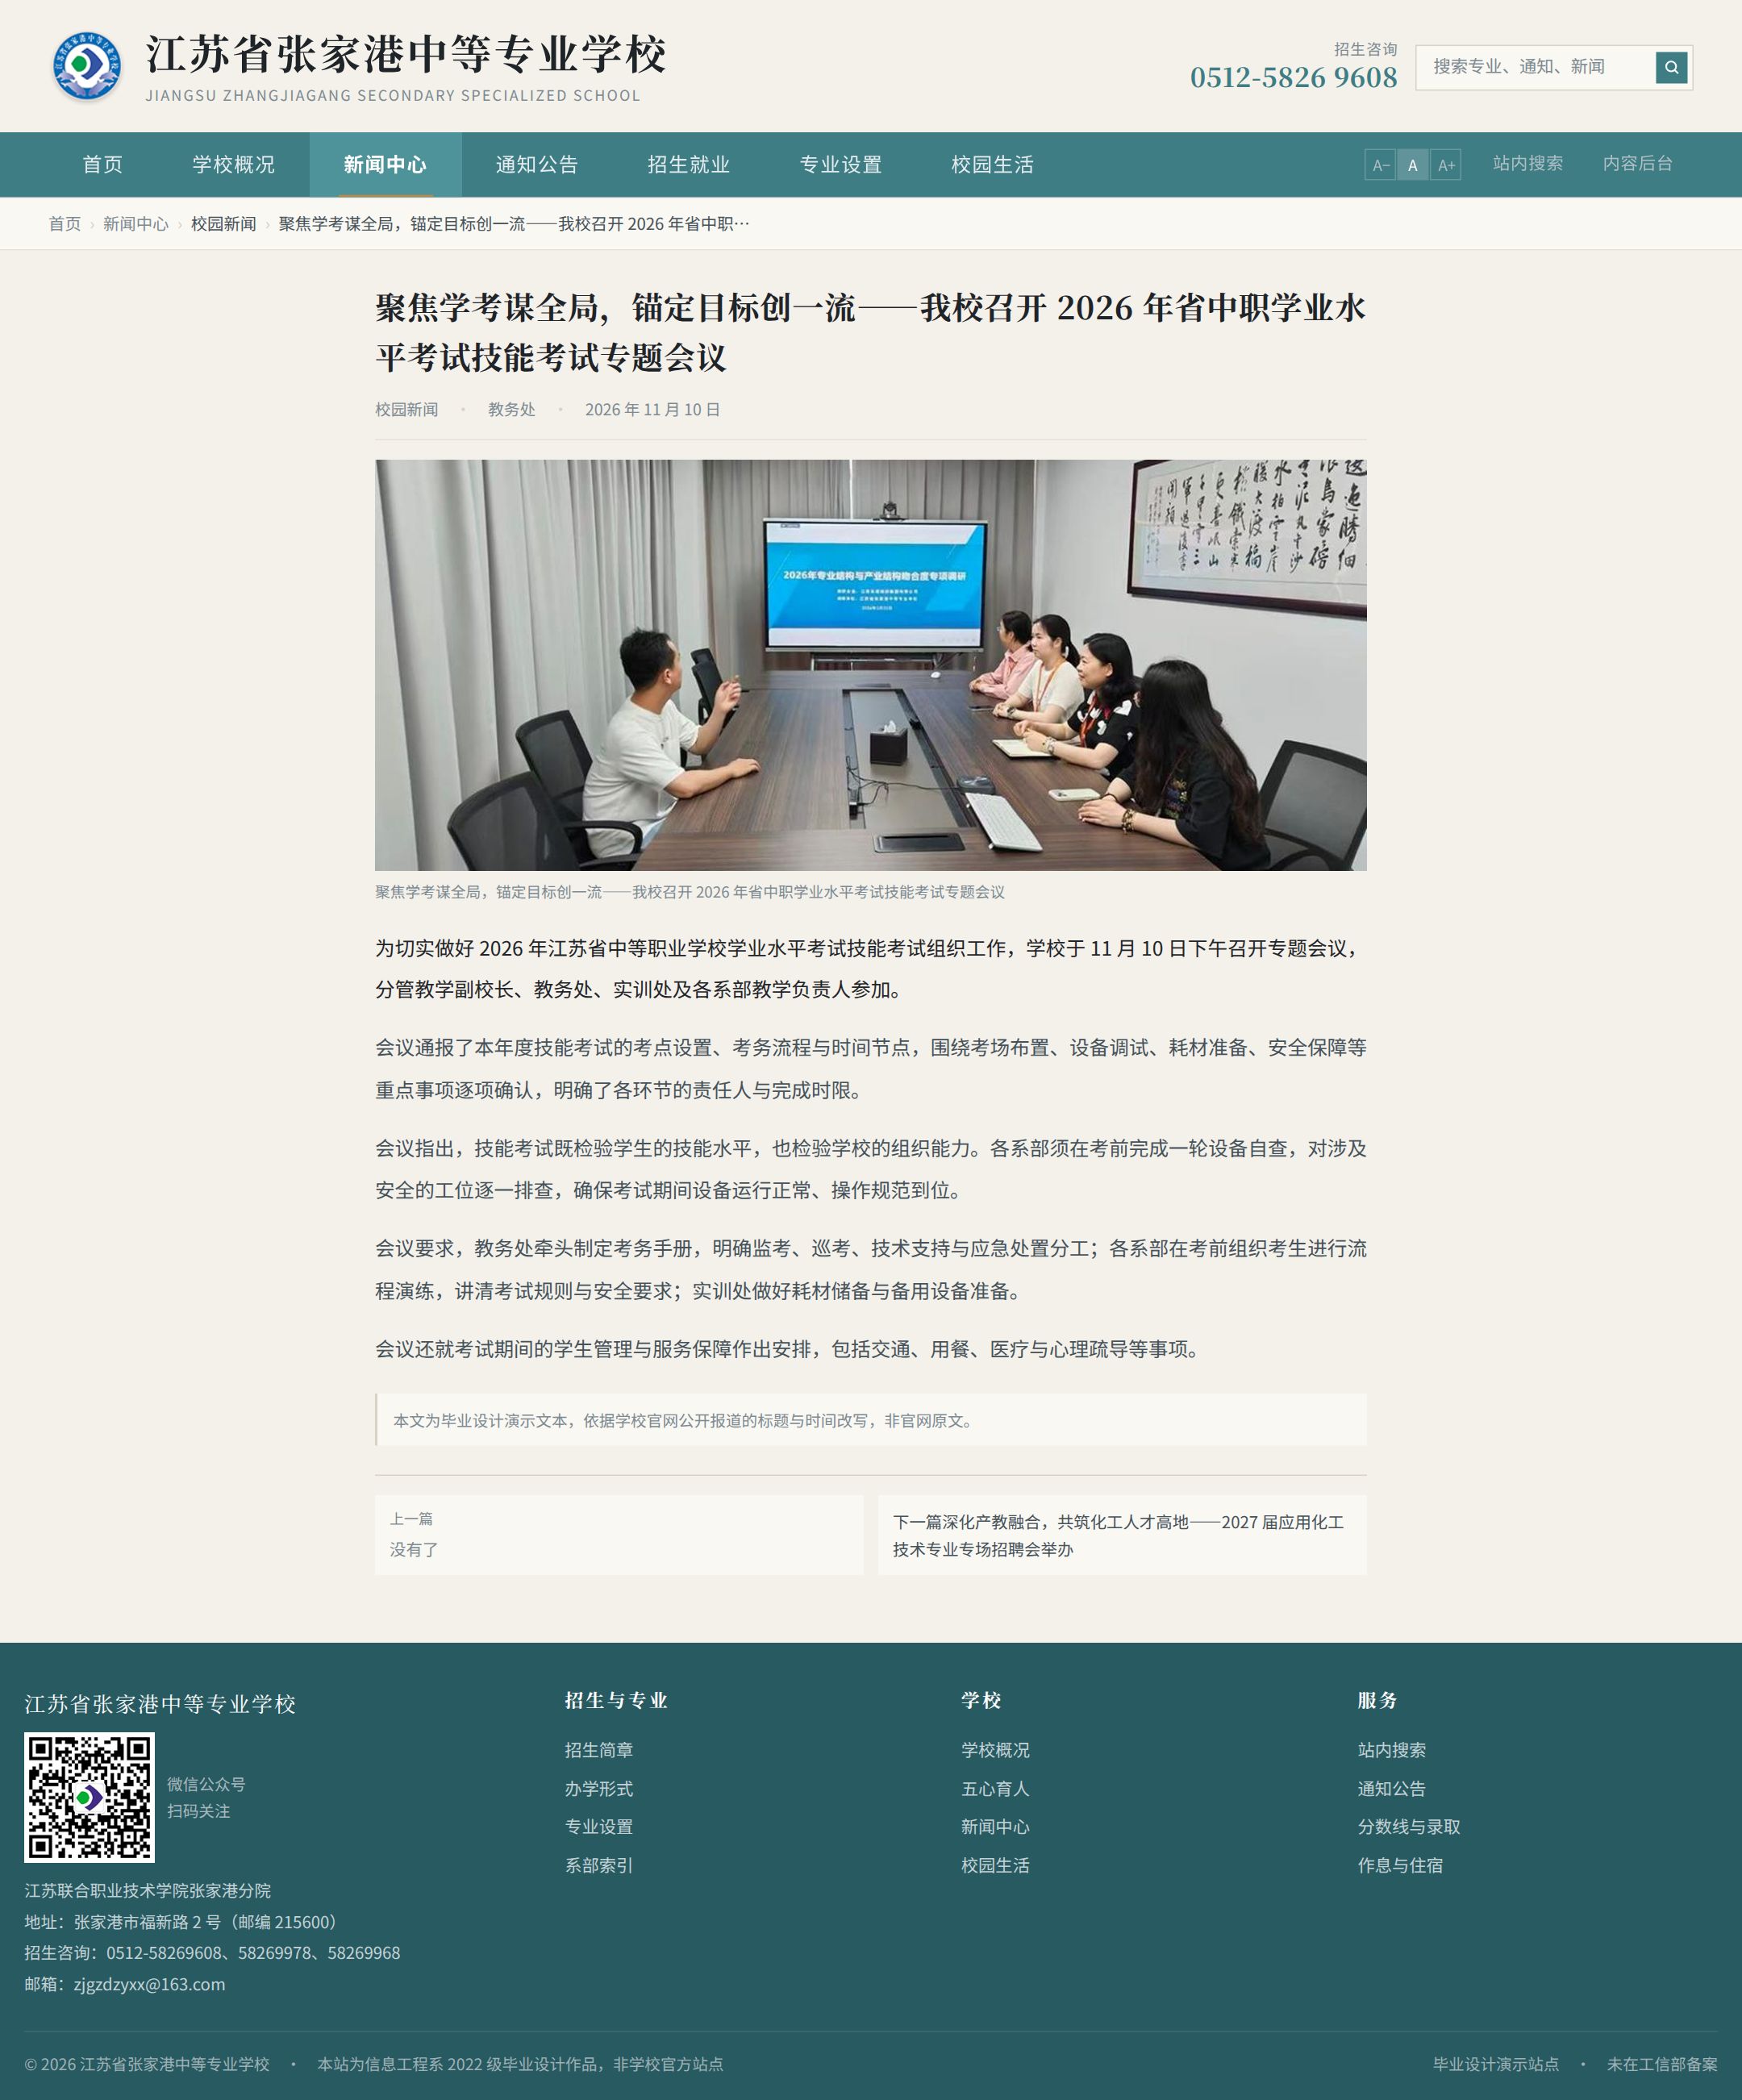 江苏省张家港中等专业学校
JIANGSU ZHANGJIAGANG SECONDARY SPECIALIZED SCHOOL
招生咨询
0512-5826 9608
搜索专业、通知、新闻
首页 学校概况 新闻中心 通知公告 招生就业 专业设置 校园生活 A− A A+ 站内搜索 内容后台
首页 › 新闻中心 › 校园新闻 › 聚焦学考谋全局，锚定目标创一流——我校召开 2026 年省中职…
聚焦学考谋全局，锚定目标创一流——我校召开 2026 年省中职学业水
平考试技能考试专题会议
校园新闻 · 教务处 · 2026 年 11 月 10 日
2026年专业结构与产业结构吻合度专项调研
聚焦学考谋全局，锚定目标创一流——我校召开 2026 年省中职学业水平考试技能考试专题会议
为切实做好 2026 年江苏省中等职业学校学业水平考试技能考试组织工作，学校于 11 月 10 日下午召开专题会议，
分管教学副校长、教务处、实训处及各系部教学负责人参加。
会议通报了本年度技能考试的考点设置、考务流程与时间节点，围绕考场布置、设备调试、耗材准备、安全保障等
重点事项逐项确认，明确了各环节的责任人与完成时限。
会议指出，技能考试既检验学生的技能水平，也检验学校的组织能力。各系部须在考前完成一轮设备自查，对涉及
安全的工位逐一排查，确保考试期间设备运行正常、操作规范到位。
会议要求，教务处牵头制定考务手册，明确监考、巡考、技术支持与应急处置分工；各系部在考前组织考生进行流
程演练，讲清考试规则与安全要求；实训处做好耗材储备与备用设备准备。
会议还就考试期间的学生管理与服务保障作出安排，包括交通、用餐、医疗与心理疏导等事项。
本文为毕业设计演示文本，依据学校官网公开报道的标题与时间改写，非官网原文。
上一篇
没有了
下一篇深化产教融合，共筑化工人才高地——2027 届应用化工
技术专业专场招聘会举办
江苏省张家港中等专业学校
微信公众号
扫码关注
江苏联合职业技术学院张家港分院
地址：张家港市福新路 2 号（邮编 215600）
招生咨询：0512-58269608、58269978、58269968
邮箱：zjgzdzyxx@163.com
招生与专业
招生简章
办学形式
专业设置
系部索引
学校
学校概况
五心育人
新闻中心
校园生活
服务
站内搜索
通知公告
分数线与录取
作息与住宿
© 2026 江苏省张家港中等专业学校 · 本站为信息工程系 2022 级毕业设计作品，非学校官方站点
毕业设计演示站点 · 未在工信部备案